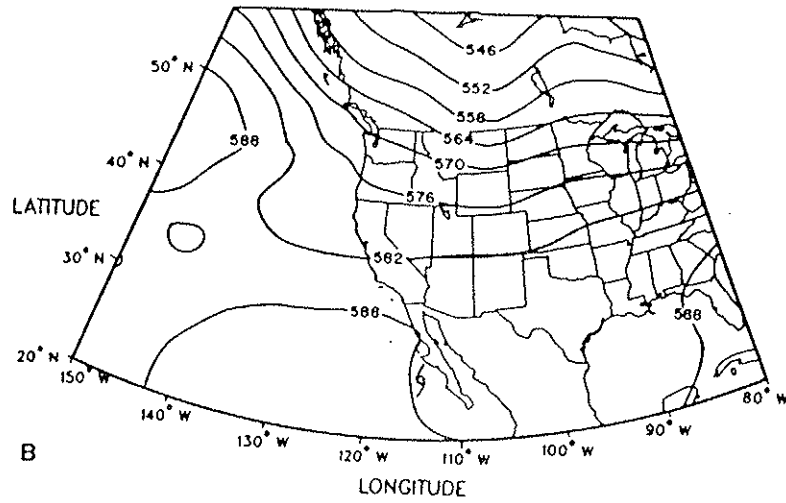 546
50° N
552
558
588
564
40° N
570
576
LATITUDE
30° N
582
588
588
20° N
150° W
80° W
140° W
90° W
130° W
100° W
120° W
110° W
B
LONGITUDE